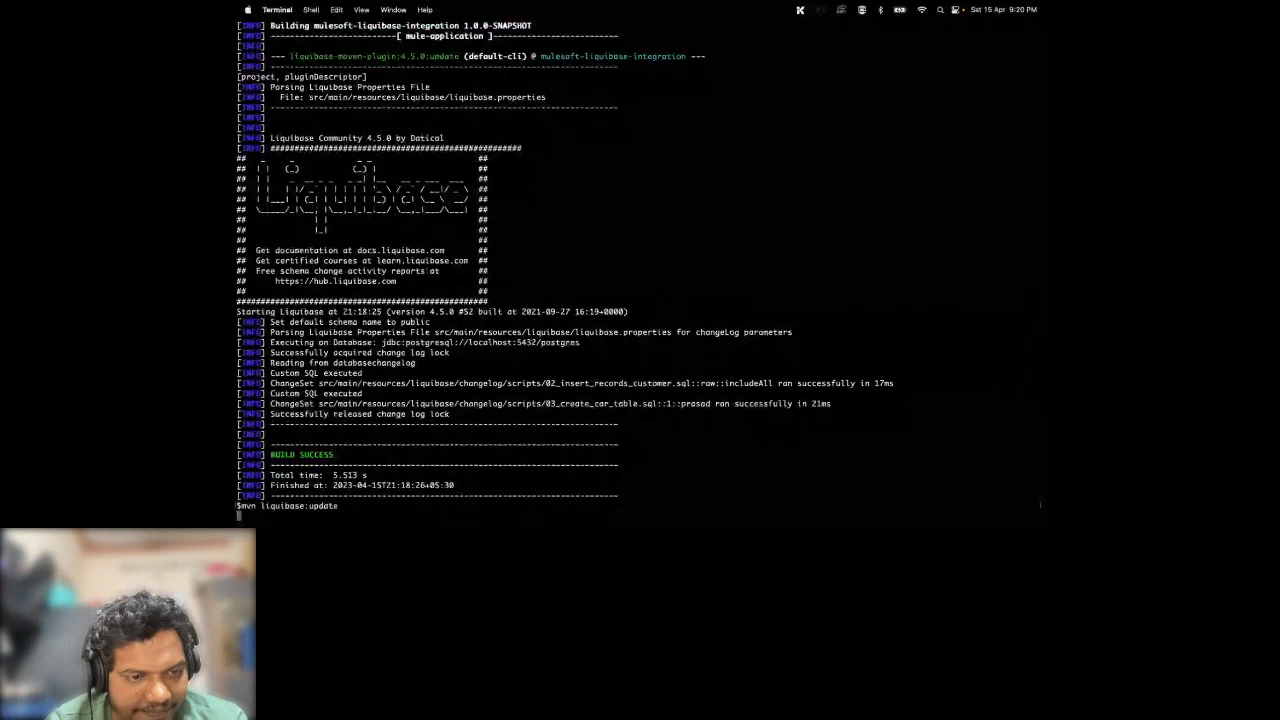 Terminal Shell Edit View Window Help Sat 15 Apr 9:20 PM
[INFO] Building mulesoft-liquibase-integration 1.0.0-SNAPSHOT
[INFO] --------------------------[ mule-application ]---------------------------
[INFO]
[INFO] --- liquibase-maven-plugin:4.5.0:update (default-cli) @ mulesoft-liquibase-integration ---
[INFO] ------------------------------------------------------------------------
[project, pluginDescriptor]
[INFO] Parsing Liquibase Properties File
[INFO]   File: src/main/resources/liquibase/liquibase.properties
[INFO] ------------------------------------------------------------------------
[INFO]
[INFO]
[INFO] Liquibase Community 4.5.0 by Datical
[INFO] ####################################################
Liquibase
## Get documentation at docs.liquibase.com ##
## Get certified courses at learn.liquibase.com ##
## Free schema change activity reports at ##
## https://hub.liquibase.com ##
## ##
####################################################
Starting Liquibase at 21:18:25 (version 4.5.0 #52 built at 2021-09-27 16:19+0000)
[INFO] Set default schema name to public
[INFO] Parsing Liquibase Properties File src/main/resources/liquibase/liquibase.properties for changeLog parameters
[INFO] Executing on Database: jdbc:postgresql://localhost:5432/postgres
[INFO] Successfully acquired change log lock
[INFO] Reading from databasechangelog
[INFO] Custom SQL executed
[INFO] ChangeSet src/main/resources/liquibase/changelog/scripts/02_insert_records_customer.sql::raw::includeAll ran successfully in 17ms
[INFO] Custom SQL executed
[INFO] ChangeSet src/main/resources/liquibase/changelog/scripts/03_create_car_table.sql::1::prasad ran successfully in 21ms
[INFO] Successfully released change log lock
[INFO] ------------------------------------------------------------------------
[INFO]
[INFO] ------------------------------------------------------------------------
[INFO] BUILD SUCCESS
[INFO] ------------------------------------------------------------------------
[INFO] Total time:  5.513 s
[INFO] Finished at: 2023-04-15T21:18:26+05:30
[INFO] ------------------------------------------------------------------------
$mvn liquibase:update